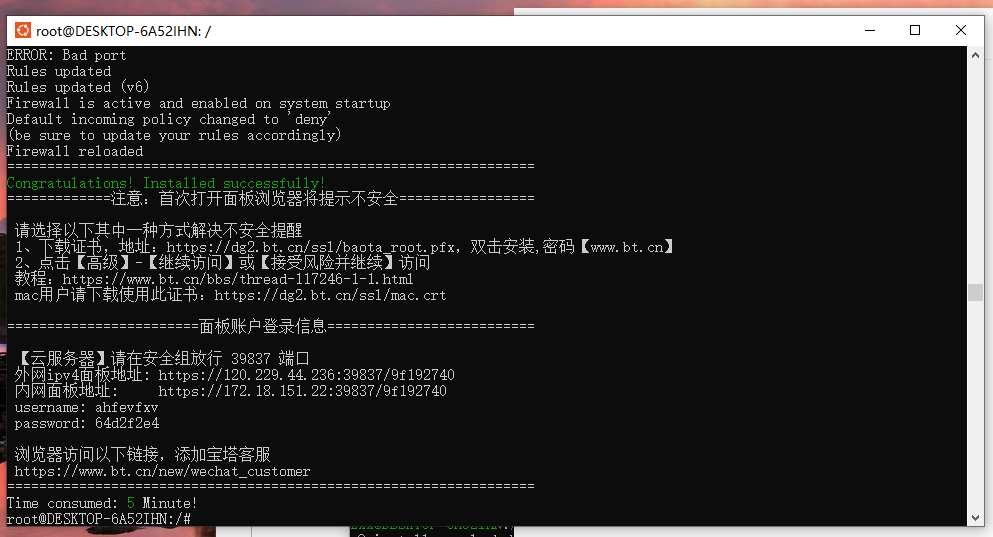 root@DESKTOP-6A52IHN: /
ERROR: Bad port
Rules updated
Rules updated (v6)
Firewall is active and enabled on system startup
Default incoming policy changed to 'deny'
(be sure to update your rules accordingly)
Firewall reloaded
==================================================================
Congratulations! Installed successfully!
=============注意：首次打开面板浏览器将提示不安全=================
请选择以下其中一种方式解决不安全提醒
1、下载证书，地址：https://dg2.bt.cn/ssl/baota_root.pfx，双击安装,密码【www.bt.cn】
2、点击【高级】-【继续访问】或【接受风险并继续】访问
教程：https://www.bt.cn/bbs/thread-117246-1-1.html
mac用户请下载使用此证书：https://dg2.bt.cn/ssl/mac.crt
========================面板账户登录信息==========================
【云服务器】请在安全组放行 39837 端口
外网ipv4面板地址: https://120.229.44.236:39837/9f192740
内网面板地址:     https://172.18.151.22:39837/9f192740
username: ahfevfxv
password: 64d2f2e4
浏览器访问以下链接，添加宝塔客服
https://www.bt.cn/new/wechat_customer
==================================================================
Time consumed: 5 Minute!
root@DESKTOP-6A52IHN:/#